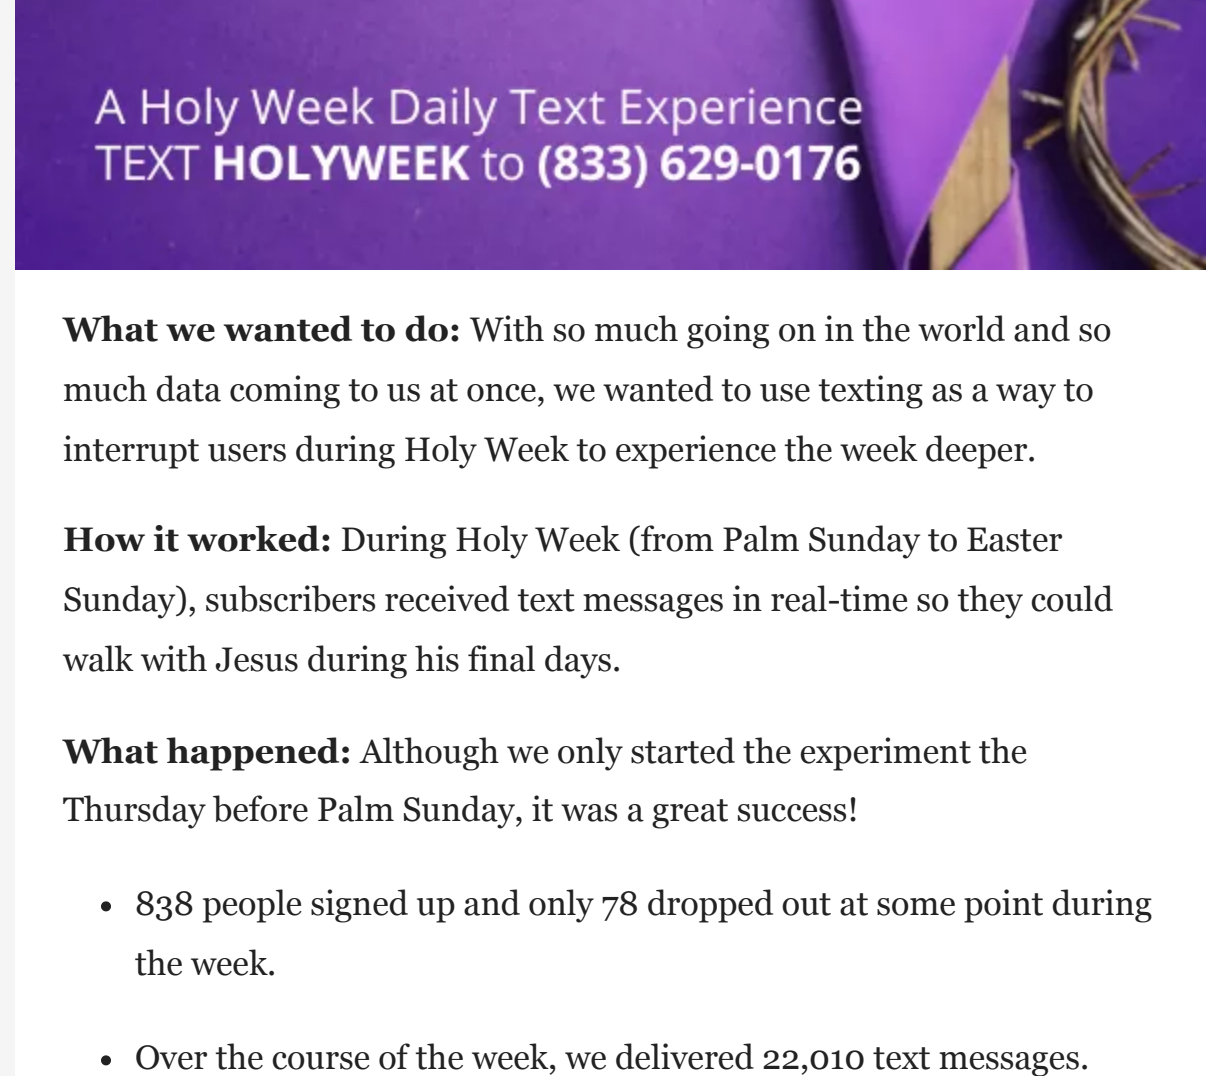 A Holy Week Daily Text Experience
TEXT HOLYWEEK to (833) 629-0176
What we wanted to do: With so much going on in the world and so
much data coming to us at once, we wanted to use texting as a way to
interrupt users during Holy Week to experience the week deeper.
How it worked: During Holy Week (from Palm Sunday to Easter
Sunday), subscribers received text messages in real-time so they could
walk with Jesus during his final days.
What happened: Although we only started the experiment the
Thursday before Palm Sunday, it was a great success!
• 838 people signed up and only 78 dropped out at some point during
the week.
• Over the course of the week, we delivered 22,010 text messages.